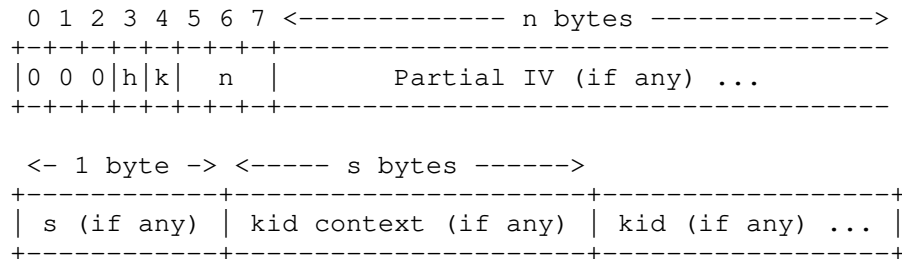 0 1 2 3 4 5 6 7 <------------- n bytes -------------->
+-+-+-+-+-+-+-+-+--------------------------------------
|0 0 0|h|k|  n  |       Partial IV (if any) ...
+-+-+-+-+-+-+-+-+--------------------------------------
 <- 1 byte -> <----- s bytes ------>
+------------+----------------------+------------------+
| s (if any) | kid context (if any) | kid (if any) ... |
+------------+----------------------+------------------+